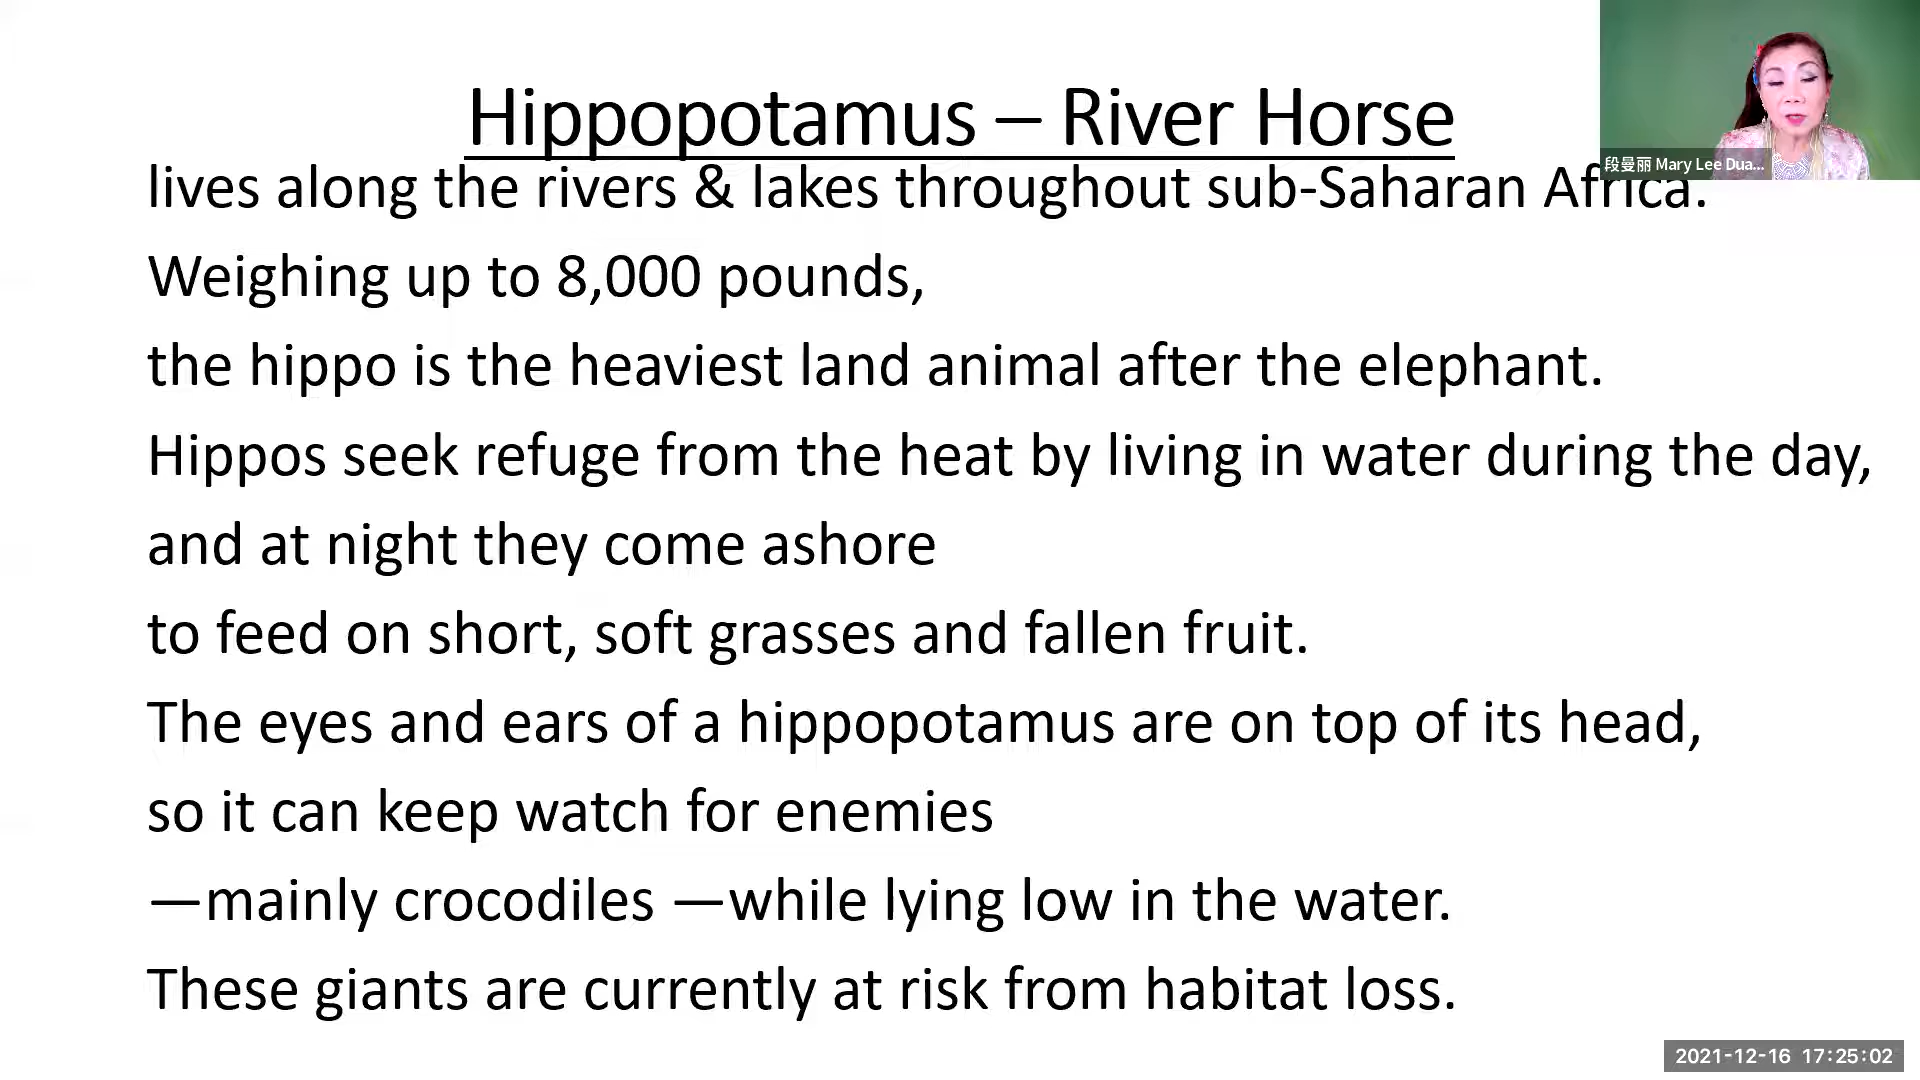 Hippopotamus – River Horse
段曼丽 Mary Lee Dua...
lives along the rivers & lakes throughout sub-Saharan Africa.
Weighing up to 8,000 pounds,
the hippo is the heaviest land animal after the elephant.
Hippos seek refuge from the heat by living in water during the day,
and at night they come ashore
to feed on short, soft grasses and fallen fruit.
The eyes and ears of a hippopotamus are on top of its head,
so it can keep watch for enemies
—mainly crocodiles —while lying low in the water.
These giants are currently at risk from habitat loss.
2021-12-16 17:25:02